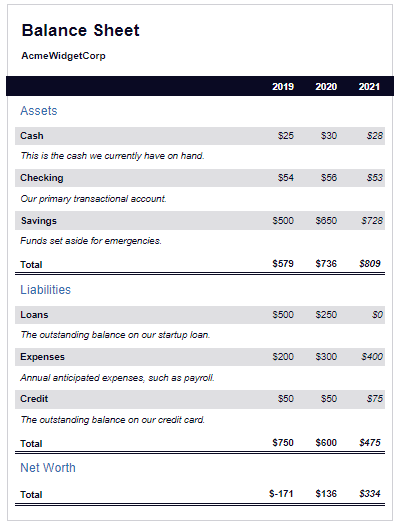 Balance Sheet
AcmeWidgetCorp
2019 2020 2021
Assets
Cash $25 $30 $28
This is the cash we currently have on hand.
Checking $54 $56 $53
Our primary transactional account.
Savings $500 $650 $728
Funds set aside for emergencies.
Total $579 $736 $809
Liabilities
Loans $500 $250 $0
The outstanding balance on our startup loan.
Expenses $200 $300 $400
Annual anticipated expenses, such as payroll.
Credit $50 $50 $75
The outstanding balance on our credit card.
Total $750 $600 $475
Net Worth
Total $-171 $136 $334